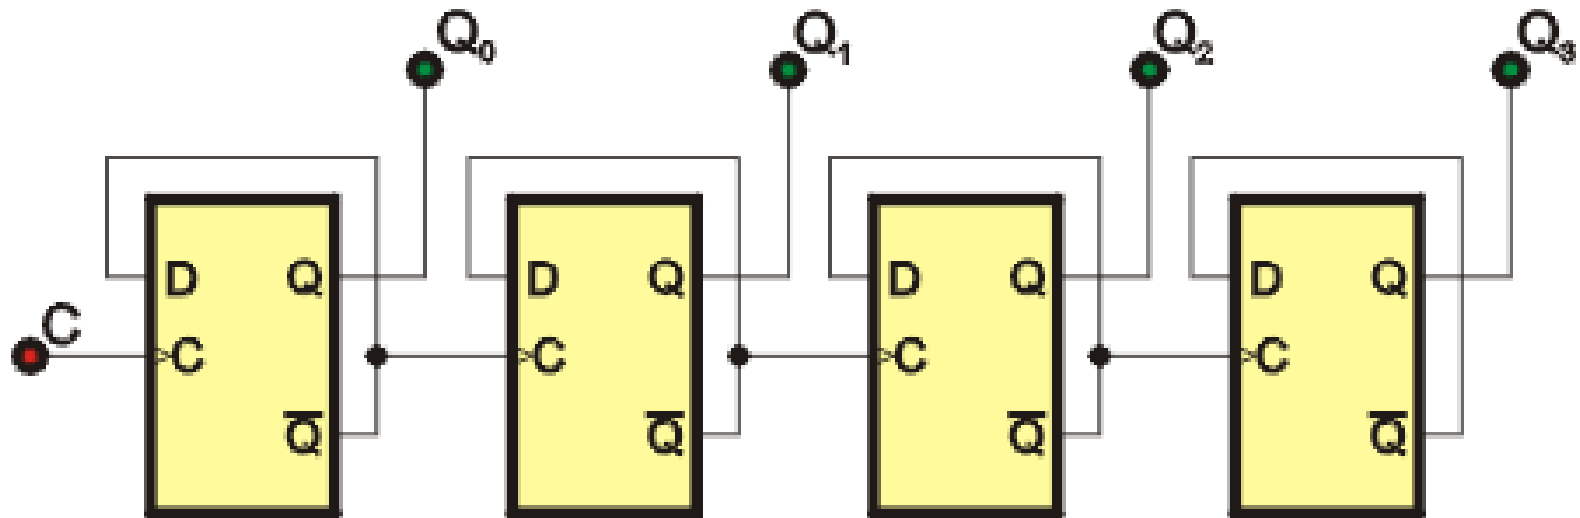 Q₀ Q₁ Q₂ Q₃
D Q D Q D Q D Q
C C C C C
Q̅ Q̅ Q̅ Q̅